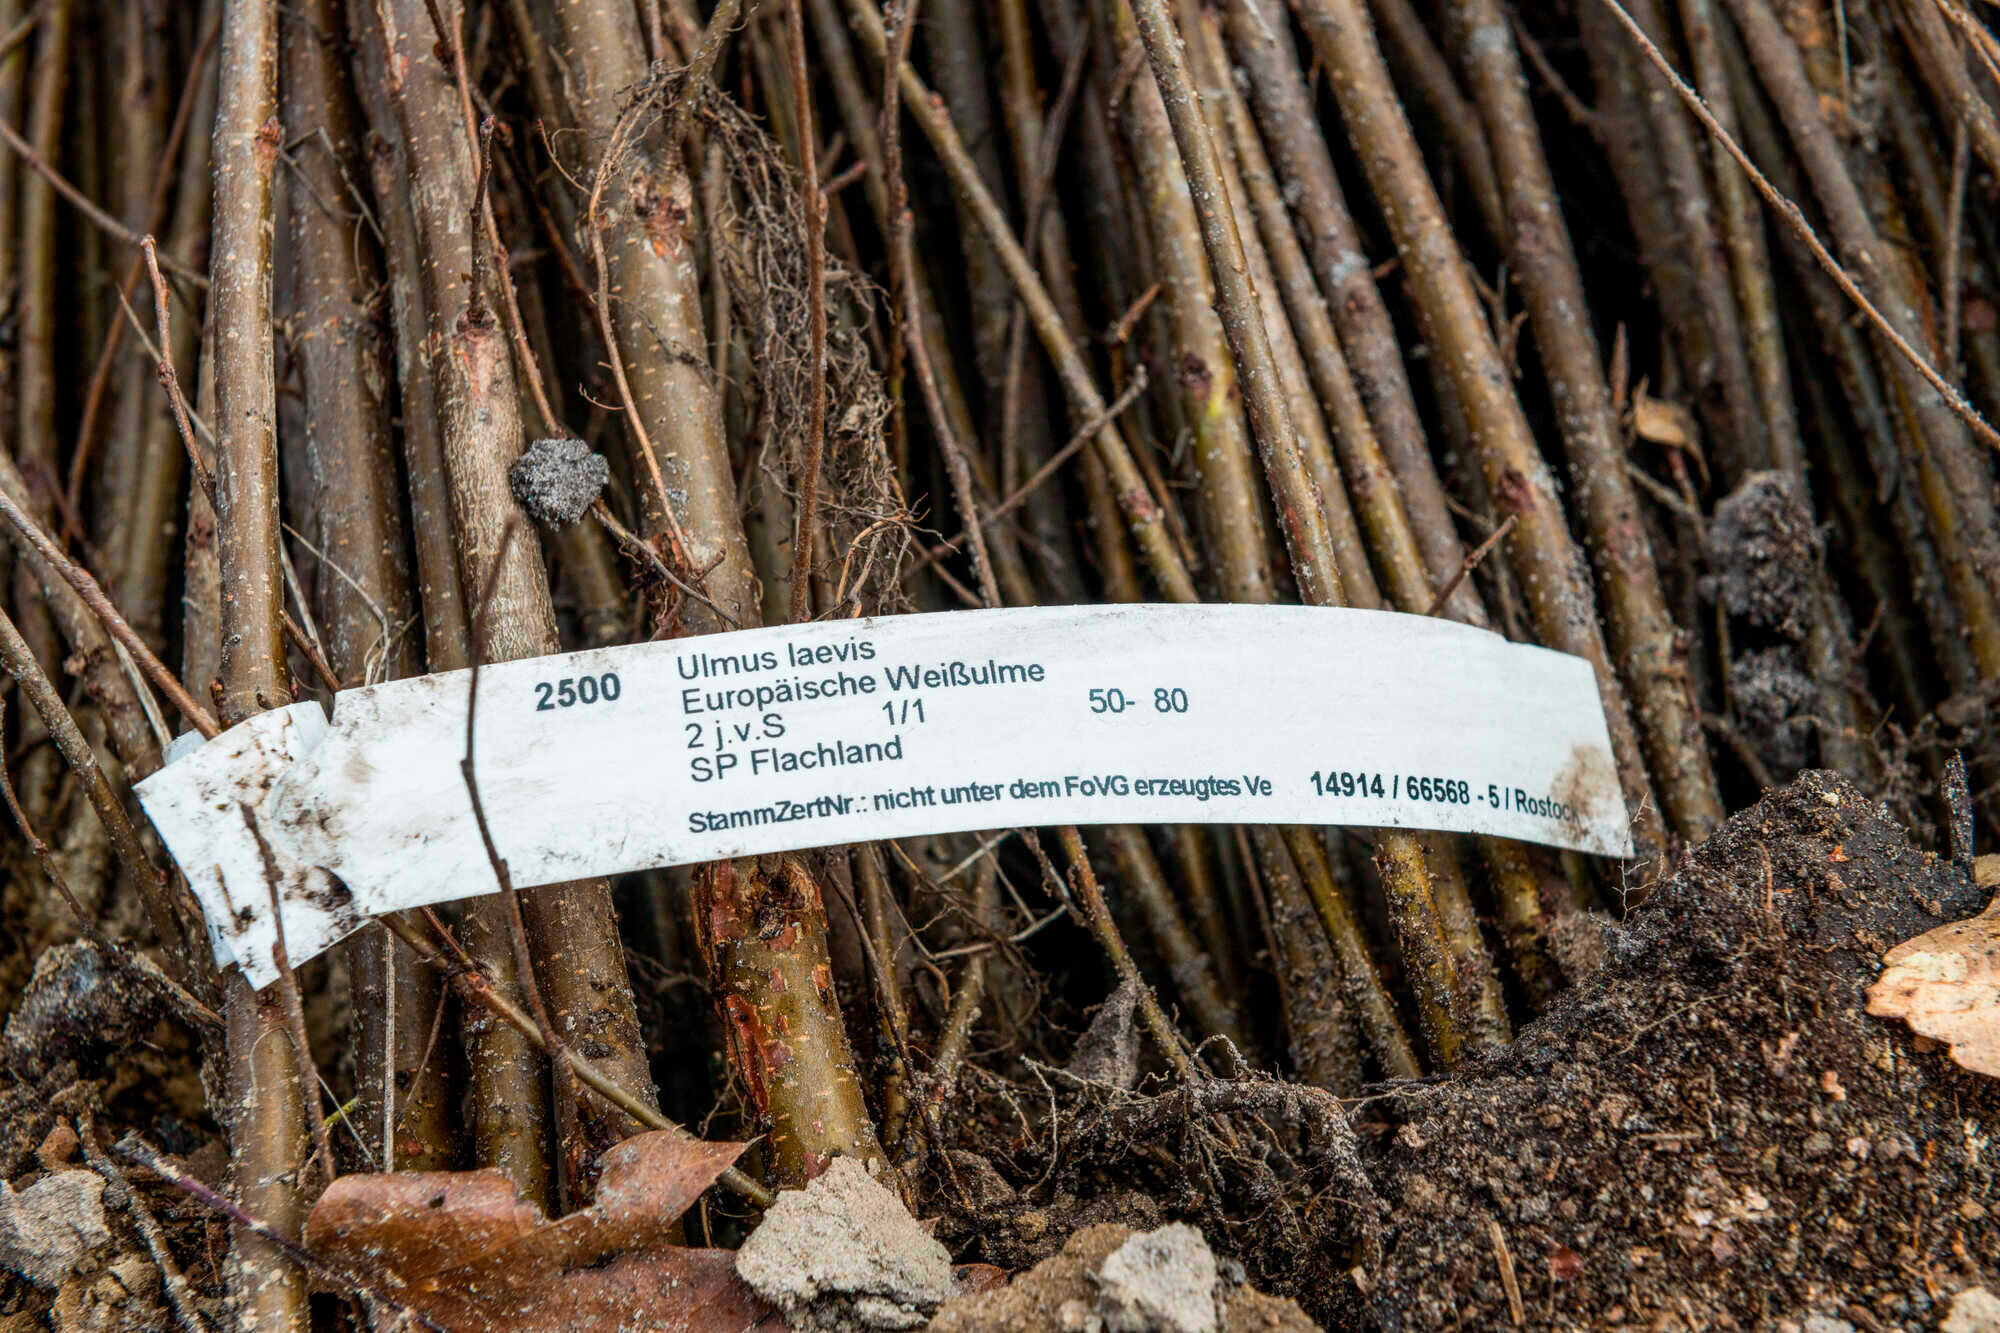 2500
Ulmus laevis
Europäische Weißulme
2 j.v.S 1/1 50- 80
SP Flachland
StammZertNr.: nicht unter dem FoVG erzeugtes Ve 14914 / 66568 - 5 / Rostock